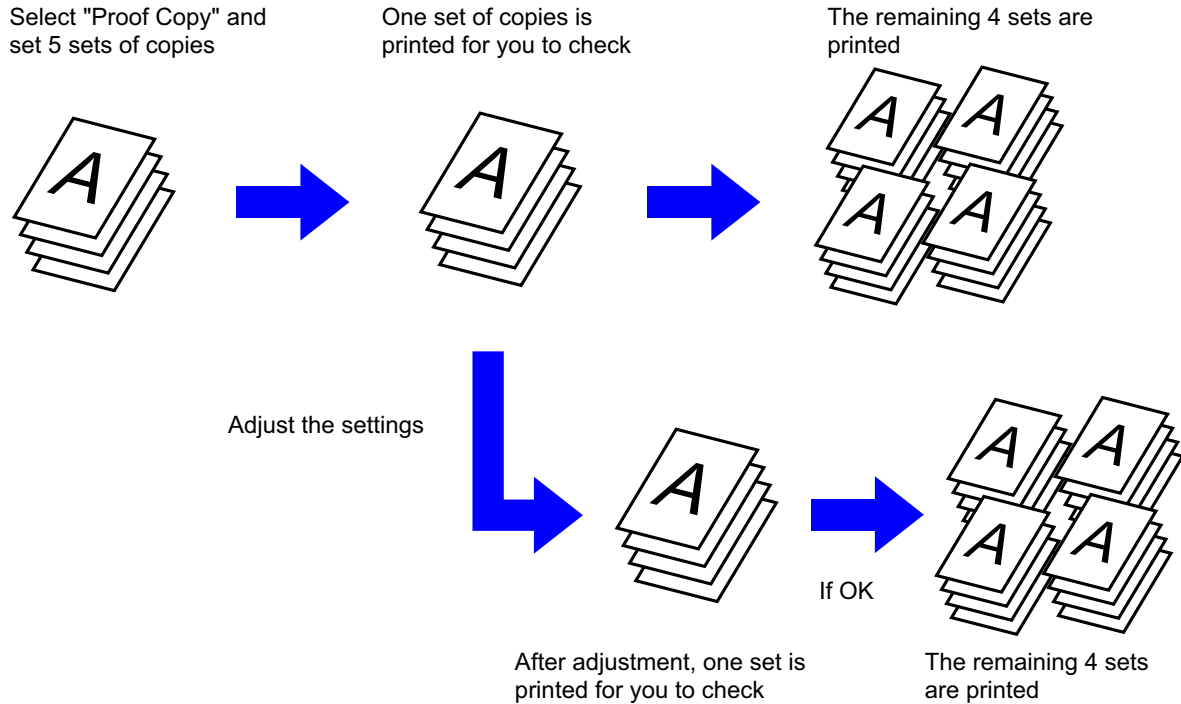 Select "Proof Copy" and
set 5 sets of copies
One set of copies is
printed for you to check
The remaining 4 sets are
printed
A
A
A
A
A
A
Adjust the settings
A
A
A
A
A
If OK
After adjustment, one set is
printed for you to check
The remaining 4 sets
are printed